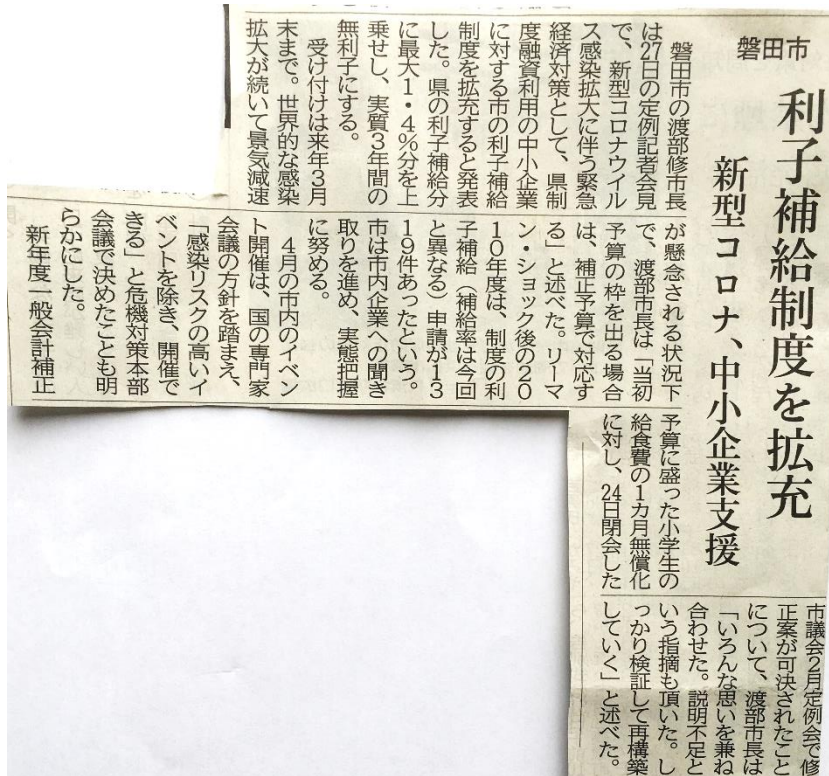 磐田市
利子補給制度を拡充
新型コロナ、中小企業支援
磐田市の渡部修市長
は27日の定例記者会見
で、新型コロナウイル
ス感染拡大に伴う緊急
経済対策として、県制
度融資利用の中小企業
に対する市の利子補給
制度を拡充すると発表
した。県の利子補給分
に最大1・4%分を上
乗せし、実質3年間の
無利子にする。
受け付けは来年3月
末まで。世界的な感染
拡大が続いて景気減速
が懸念される状況下
で、渡部市長は「当初
予算の枠を出る場合
は、補正予算で対応す
る」と述べた。リーマ
ン・ショック後の20
10年度は、制度の利
子補給(補給率は今回
と異なる)申請が13
19件あったという。
市は市内企業への聞き
取りを進め、実態把握
に努める。
4月の市内のイベン
ト開催は、国の専門家
会議の方針を踏まえ、
「感染リスクの高いイ
ベントを除き、開催で
きる」と危機対策本部
会議で決めたことも明
らかにした。
新年度一般会計補正
予算に盛った小学生の
給食費の1カ月無償化
に対し、24日閉会した
市議会2月定例会で修
正案が可決されたこと
について、渡部市長は
「いろんな思いを兼ね
合わせた。説明不足と
いう指摘も頂いた。し
っかり検証して再構築
していく」と述べた。